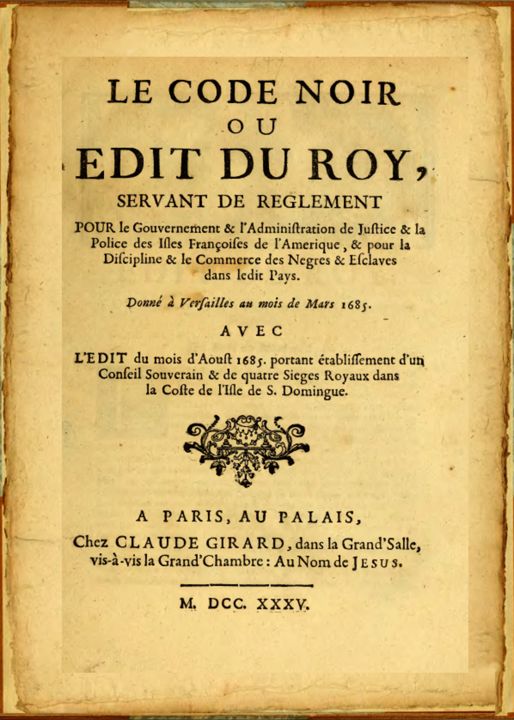 LE CODE NOIR
OU
EDIT DU ROY,
SERVANT DE REGLEMENT
POUR le Gouvernement & l'Adminiſtration de Juſtice & la
Police des Iſles Françoiſes de l'Amerique, & pour la
Diſcipline & le Commerce des Negres & Eſclaves
dans ledit Pays.
Donné à Verſailles au mois de Mars 1685.
AVEC
L'EDIT du mois d'Aouſt 1685. portant établiſſement d'un
Conſeil Souverain & de quatre Sieges Royaux dans
la Coſte de l'Iſle de S. Domingue.
A PARIS, AU PALAIS,
Chez CLAUDE GIRARD, dans la Grand'Salle,
vis-à-vis la Grand'Chambre : Au Nom de JESUS.
M. DCC. XXXV.